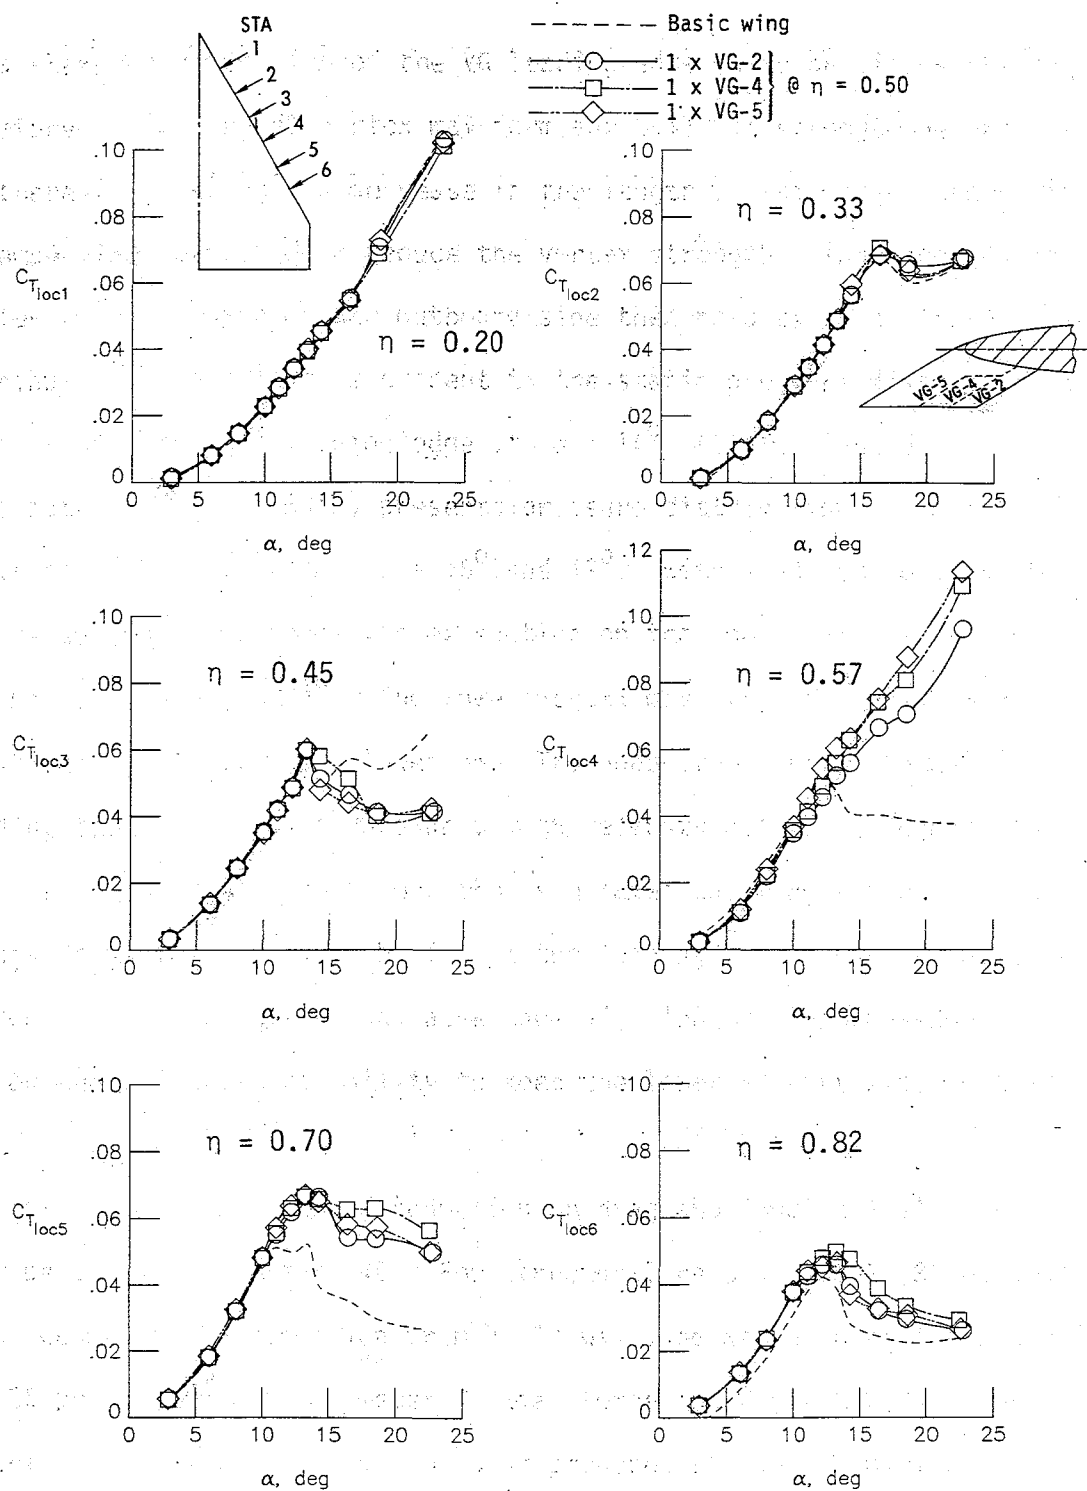 STA
1
2
3
4
5
6
Basic wing
1 x VG-2
1 x VG-4
1 x VG-5
@ η = 0.50
.10
.08
.06
.04
.02
0
C_T_loc1
η = 0.20
0 5 10 15 20 25
α, deg
.10
.08
.06
.04
.02
0
C_T_loc2
η = 0.33
VG-5
VG-4
VG-2
0 5 10 15 20 25
α, deg
.10
.08
.06
.04
.02
0
C_T_loc3
η = 0.45
0 5 10 15 20 25
α, deg
.12
.10
.08
.06
.04
.02
0
C_T_loc4
η = 0.57
0 5 10 15 20 25
α, deg
.10
.08
.06
.04
.02
0
C_T_loc5
η = 0.70
0 5 10 15 20 25
α, deg
.10
.08
.06
.04
.02
0
C_T_loc6
η = 0.82
0 5 10 15 20 25
α, deg